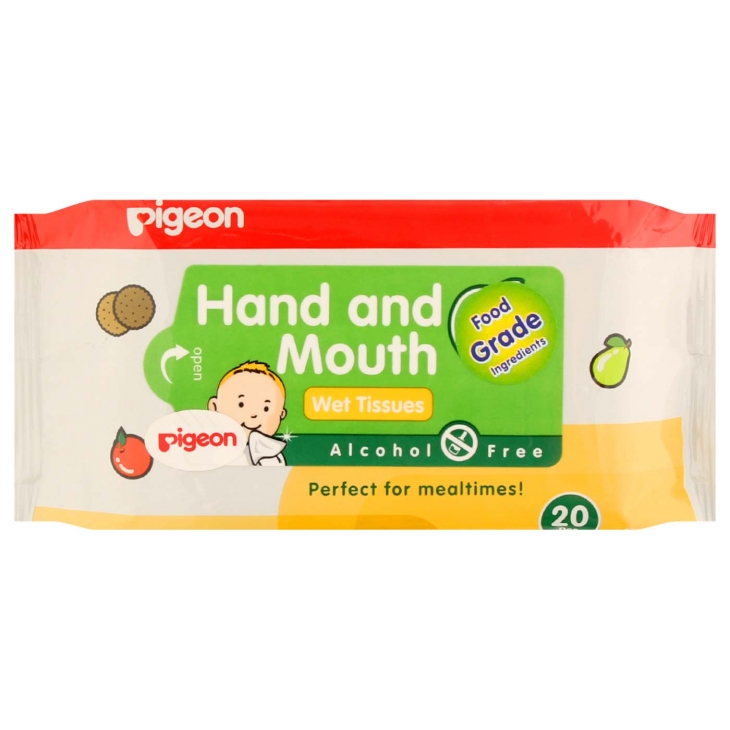 pigeon
Hand and
Mouth
Food
Grade
Ingredients
open
Wet Tissues
pigeon
Alcohol Free
Perfect for mealtimes!
20